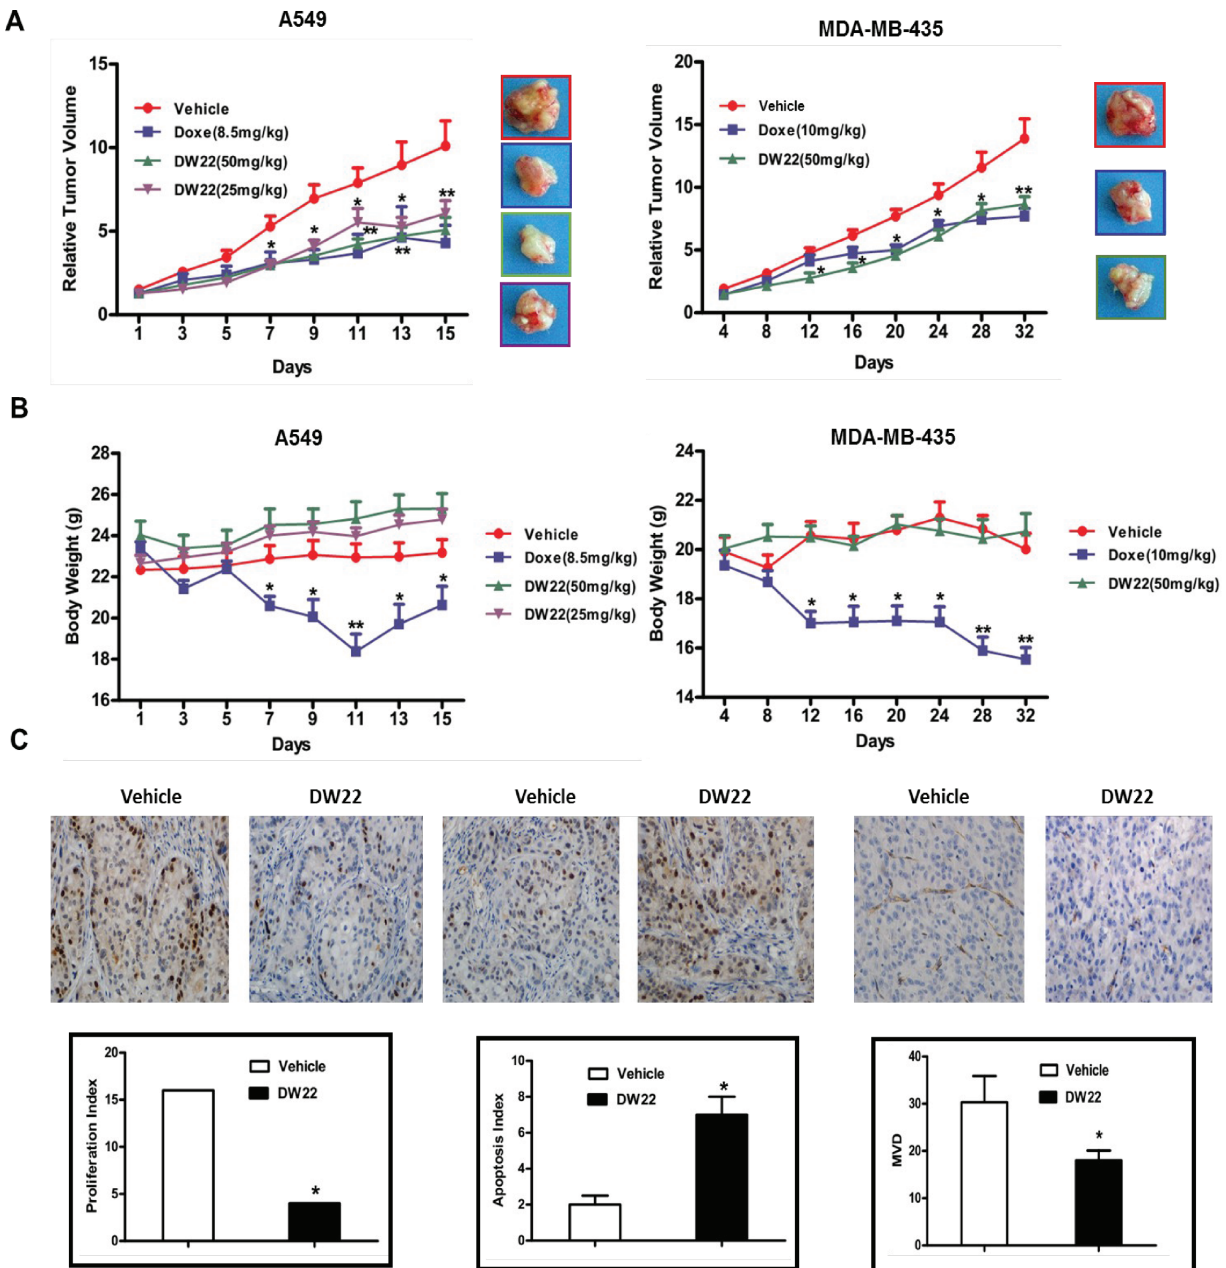 A
A549
MDA-MB-435
Relative Tumor Volume
15
10
5
0
Vehicle
Doxe(8.5mg/kg)
DW22(50mg/kg)
DW22(25mg/kg)
* * * ** * ** **
1 3 5 7 9 11 13 15
Days
Relative Tumor Volume
20
15
10
5
0
Vehicle
Doxe(10mg/kg)
DW22(50mg/kg)
* * * * * **
4 8 12 16 20 24 28 32
Days
B
A549
MDA-MB-435
Body Weight (g)
28
26
24
22
20
18
16
Vehicle
Doxe(8.5mg/kg)
DW22(50mg/kg)
DW22(25mg/kg)
* * ** * *
1 3 5 7 9 11 13 15
Days
Body Weight (g)
24
22
20
18
16
14
Vehicle
Doxe(10mg/kg)
DW22(50mg/kg)
* * * * ** **
4 8 12 16 20 24 28 32
Days
C
Vehicle DW22 Vehicle DW22 Vehicle DW22
Proliferation Index
20
15
10
5
0
Vehicle
DW22
*
Apoptosis Index
10
8
6
4
2
0
Vehicle
DW22
*
MVD
40
30
20
10
0
Vehicle
DW22
*